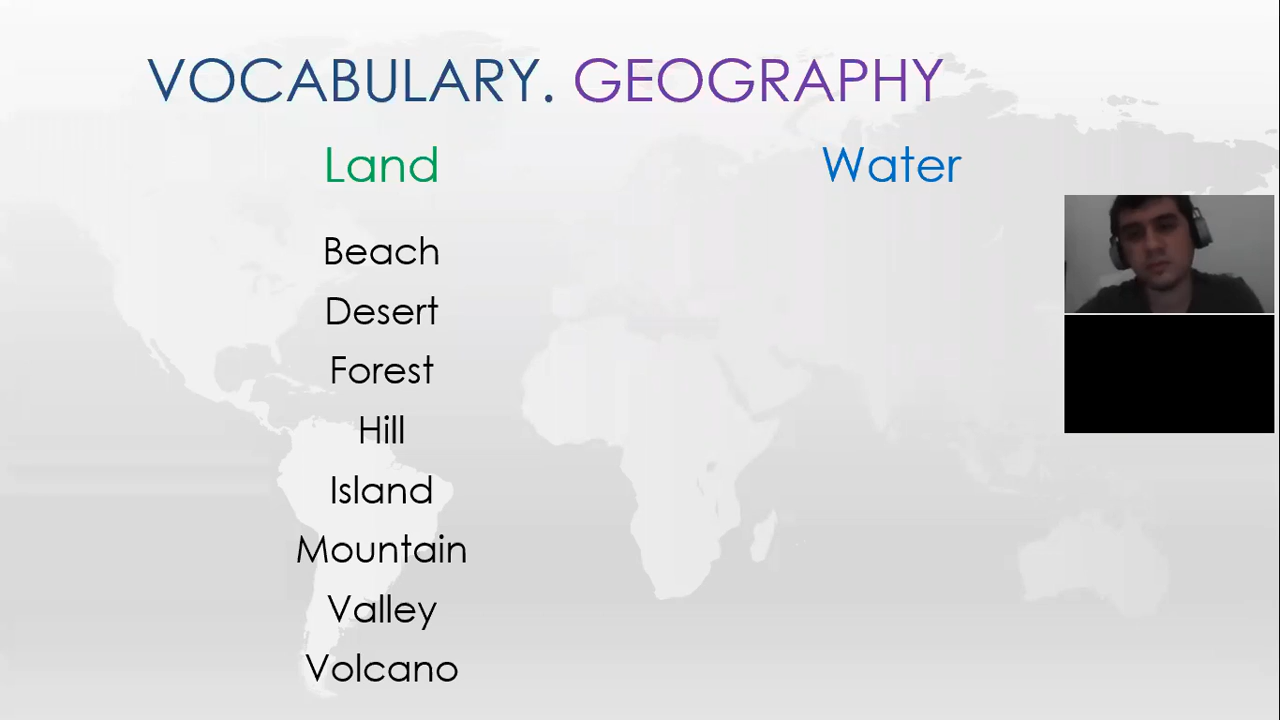 VOCABULARY. GEOGRAPHY
Land
Water
Beach
Desert
Forest
Hill
Island
Mountain
Valley
Volcano